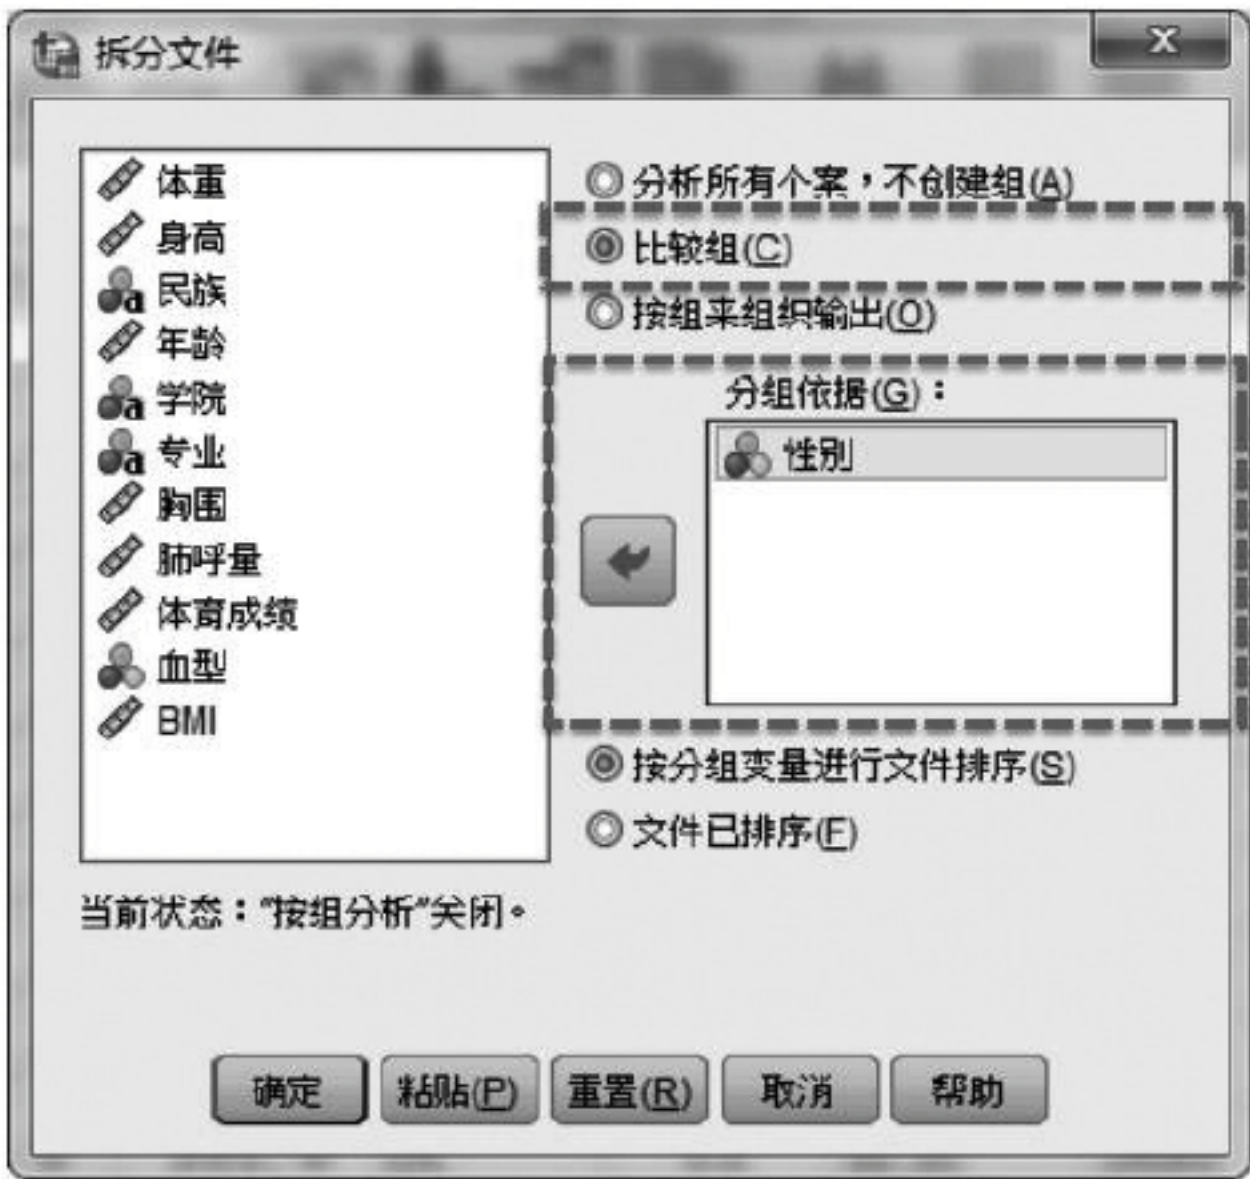 拆分文件
体重
身高
民族
年龄
学院
专业
胸围
肺呼量
体育成绩
血型
BMI
分析所有个案，不创建组(A)
比较组(C)
按组来组织输出(O)
分组依据(G)：
性别
按分组变量进行文件排序(S)
文件已排序(F)
当前状态："按组分析"关闭。
确定
粘贴(P)
重置(R)
取消
帮助